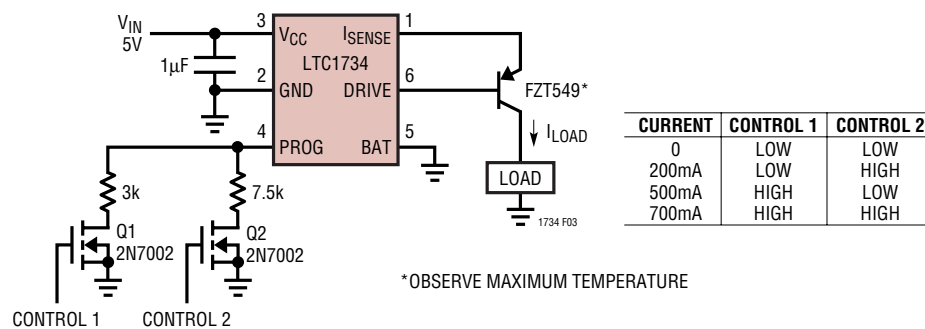 VIN
5V
1µF
3
VCC
ISENSE
1
LTC1734
2
GND
DRIVE
6
FZT549*
4
PROG
BAT
5
ILOAD
LOAD
1734 F03
3k
7.5k
Q1
2N7002
Q2
2N7002
CONTROL 1
CONTROL 2
CURRENT CONTROL 1 CONTROL 2
0 LOW LOW
200mA LOW HIGH
500mA HIGH LOW
700mA HIGH HIGH
*OBSERVE MAXIMUM TEMPERATURE